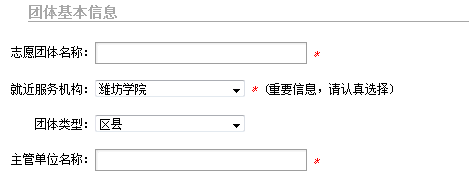 团体基本信息
志愿团体名称： *
就近服务机构： 潍坊学院 * （重要信息，请认真选择）
团体类型： 区县
主管单位名称： *